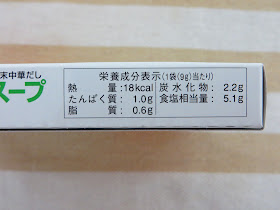 末中華だし
スープ
栄養成分表示(1袋(9g)当たり)
熱量:18kcal 炭水化物: 2.2g
たんぱく質: 1.0g 食塩相当量: 5.1g
脂質: 0.6g